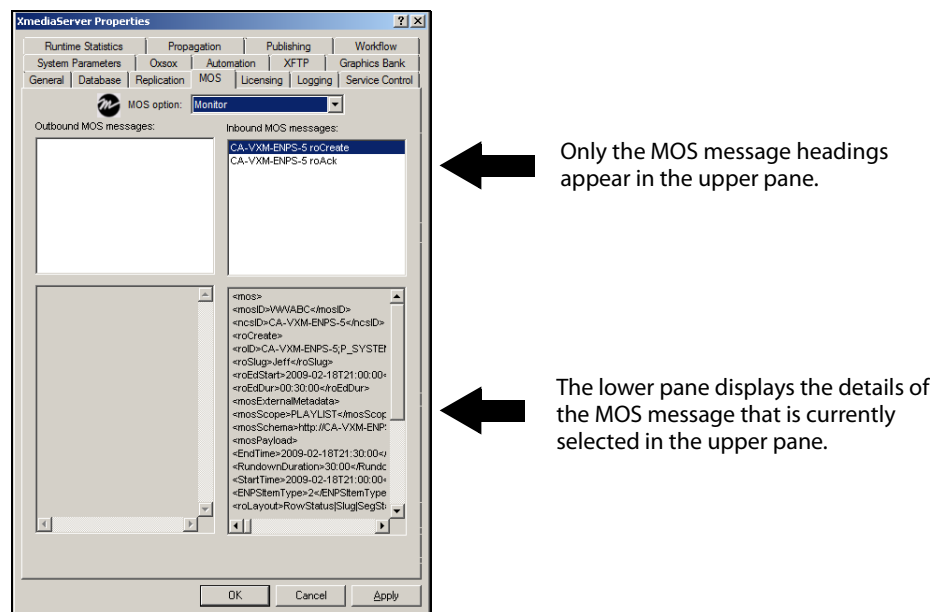 XmediaServer Properties
Runtime Statistics Propagation Publishing Workflow
System Parameters Oxsox Automation XFTP Graphics Bank
General Database Replication MOS Licensing Logging Service Control
MOS option: Monitor
Outbound MOS messages: Inbound MOS messages:
CA-VXM-ENPS-5 roCreate
CA-VXM-ENPS-5 roAck
Only the MOS message headings
appear in the upper pane.
<mos>
<mosID>VWVABC</mosID>
<ncsID>CA-VXM-ENPS-5</ncsID>
<roCreate>
<roID>CA-VXM-ENPS-5;P_SYSTEM
<roSlug>Jeff</roSlug>
<roEdStart>2009-02-18T21:00:00<
<roEdDur>00:30:00</roEdDur>
<mosExternalMetadata>
<mosScope>PLAYLIST</mosScop
<mosSchema>http://CA-VXM-ENP
<mosPayload>
<EndTime>2009-02-18T21:30:00</
<RundownDuration>30:00</Rundo
<StartTime>2009-02-18T21:00:00<
<ENPSItemType>2</ENPSItemType
<roLayout>RowStatus|Slug|SegSt
The lower pane displays the details of
the MOS message that is currently
selected in the upper pane.
OK Cancel Apply